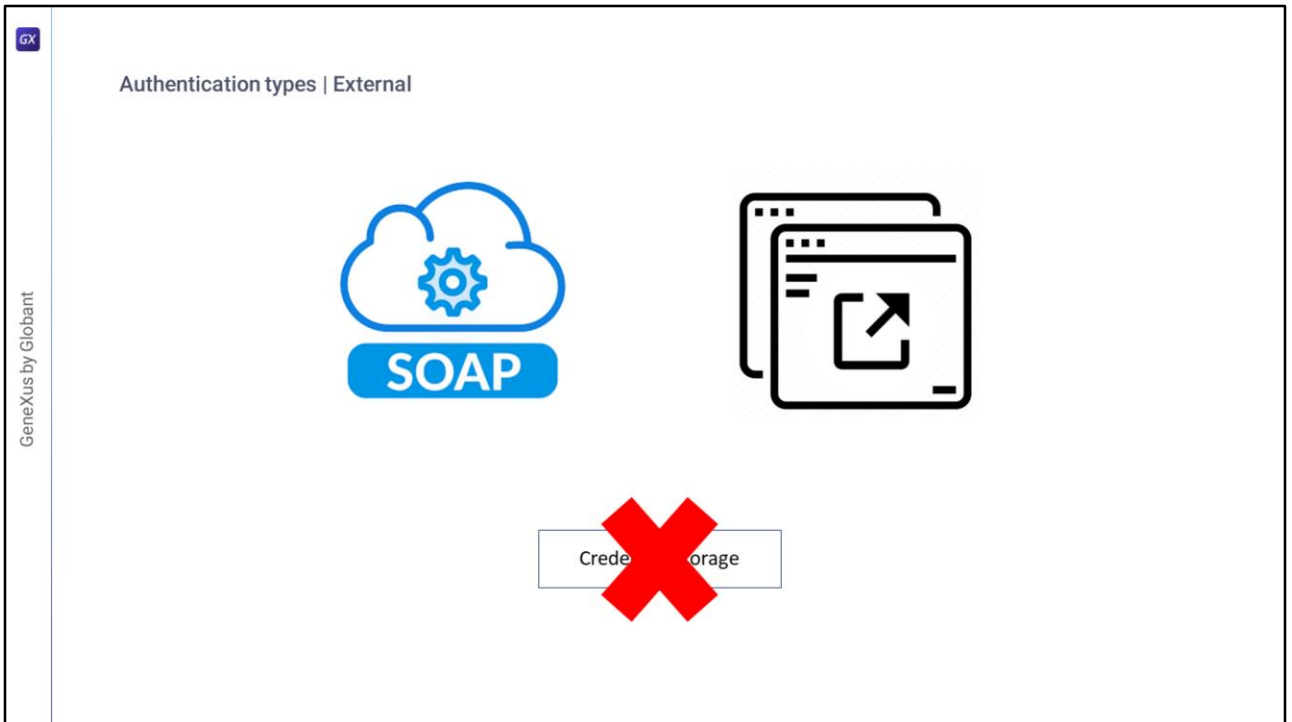 GX
Authentication types | External
SOAP
Crede orage
GeneXus by Globant